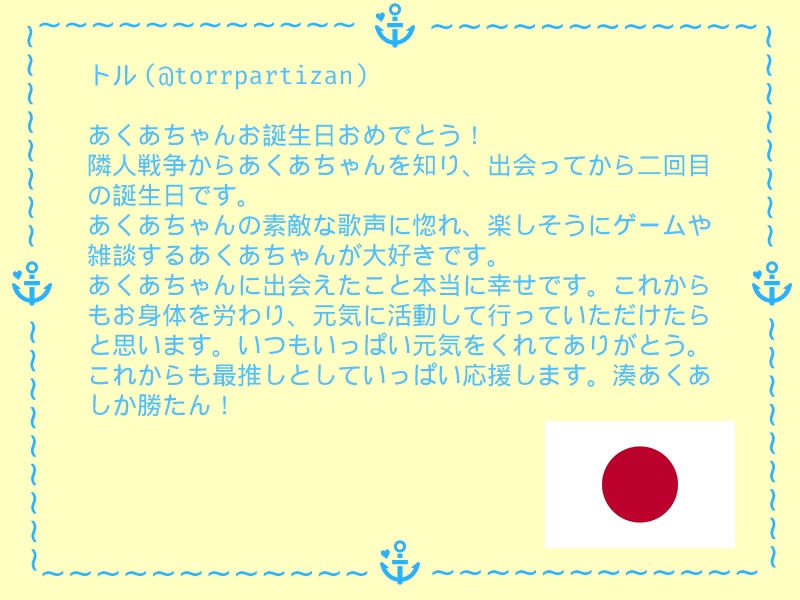 トル (@torrpartizan)
あくあちゃんお誕生日おめでとう！
隣人戦争からあくあちゃんを知り、出会ってから二回目
の誕生日です。
あくあちゃんの素敵な歌声に惚れ、楽しそうにゲームや
雑談するあくあちゃんが大好きです。
あくあちゃんに出会えたこと本当に幸せです。これから
もお身体を労わり、元気に活動して行っていただけたら
と思います。いつもいっぱい元気をくれてありがとう。
これからも最推しとしていっぱい応援します。湊あくあ
しか勝たん！